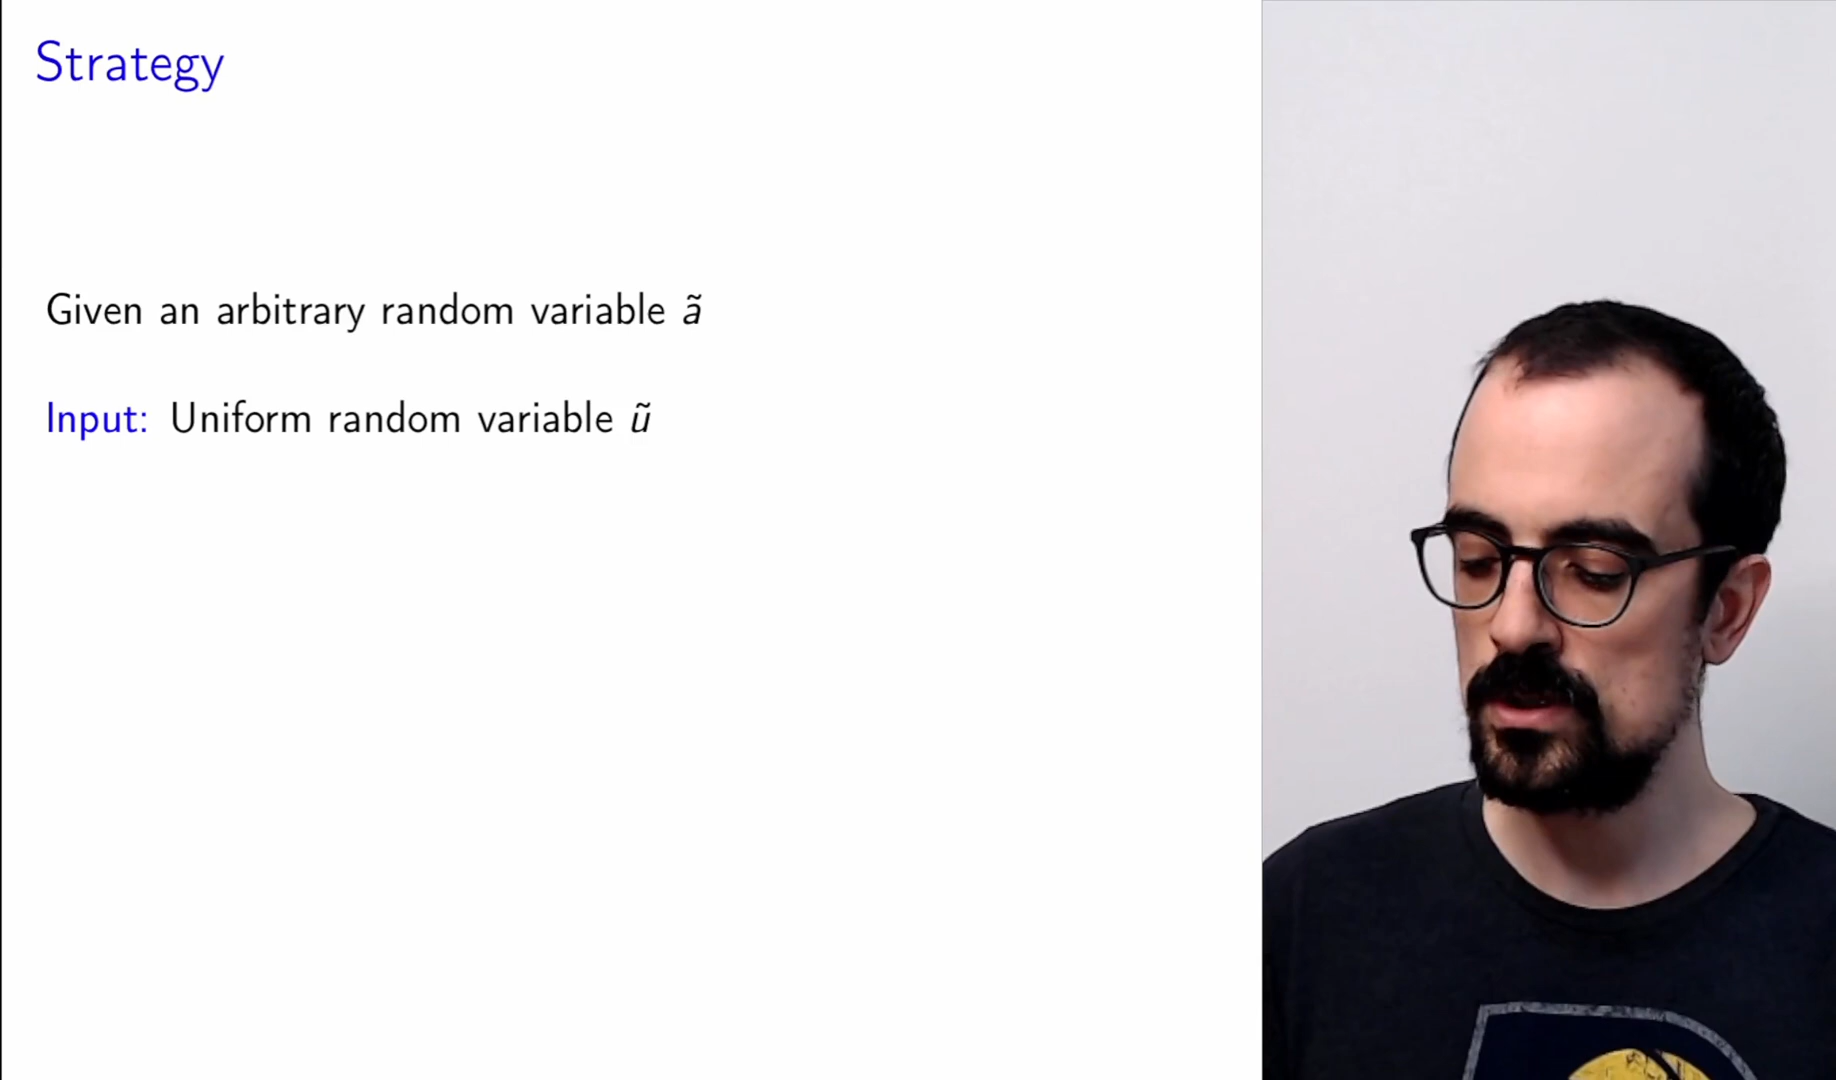 Strategy
Given an arbitrary random variable ã
Input: Uniform random variable ũ